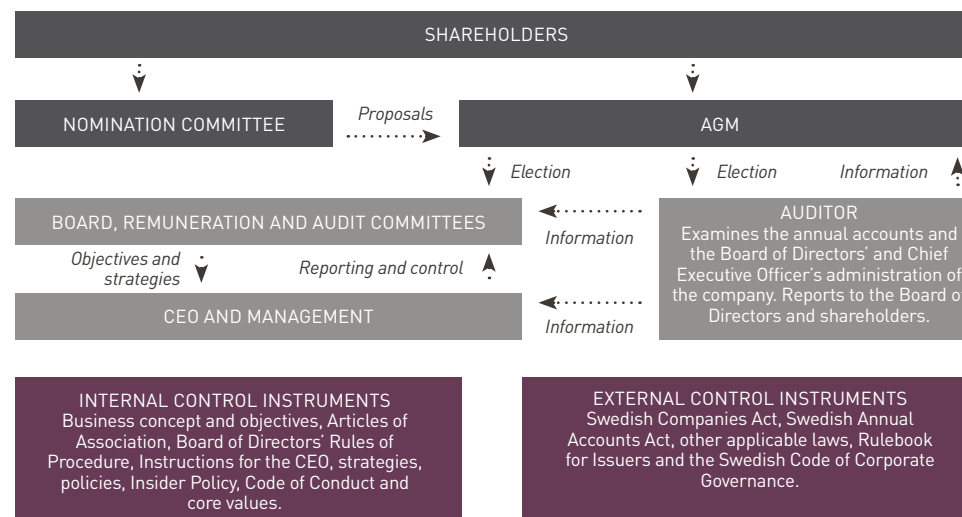 SHAREHOLDERS
NOMINATION COMMITTEE
Proposals
AGM
Election
Election
Information
BOARD, REMUNERATION AND AUDIT COMMITTEES
Information
AUDITOR
Examines the annual accounts and
the Board of Directors’ and Chief
Executive Officer’s administration of
the company. Reports to the Board o
Directors and shareholders.
Objectives and
strategies
Reporting and control
CEO AND MANAGEMENT
Information
INTERNAL CONTROL INSTRUMENTS
Business concept and objectives, Articles of
Association, Board of Directors’ Rules of
Procedure, Instructions for the CEO, strategies,
policies, Insider Policy, Code of Conduct and
core values.
EXTERNAL CONTROL INSTRUMENTS
Swedish Companies Act, Swedish Annual
Accounts Act, other applicable laws, Rulebook
for Issuers and the Swedish Code of Corporate
Governance.